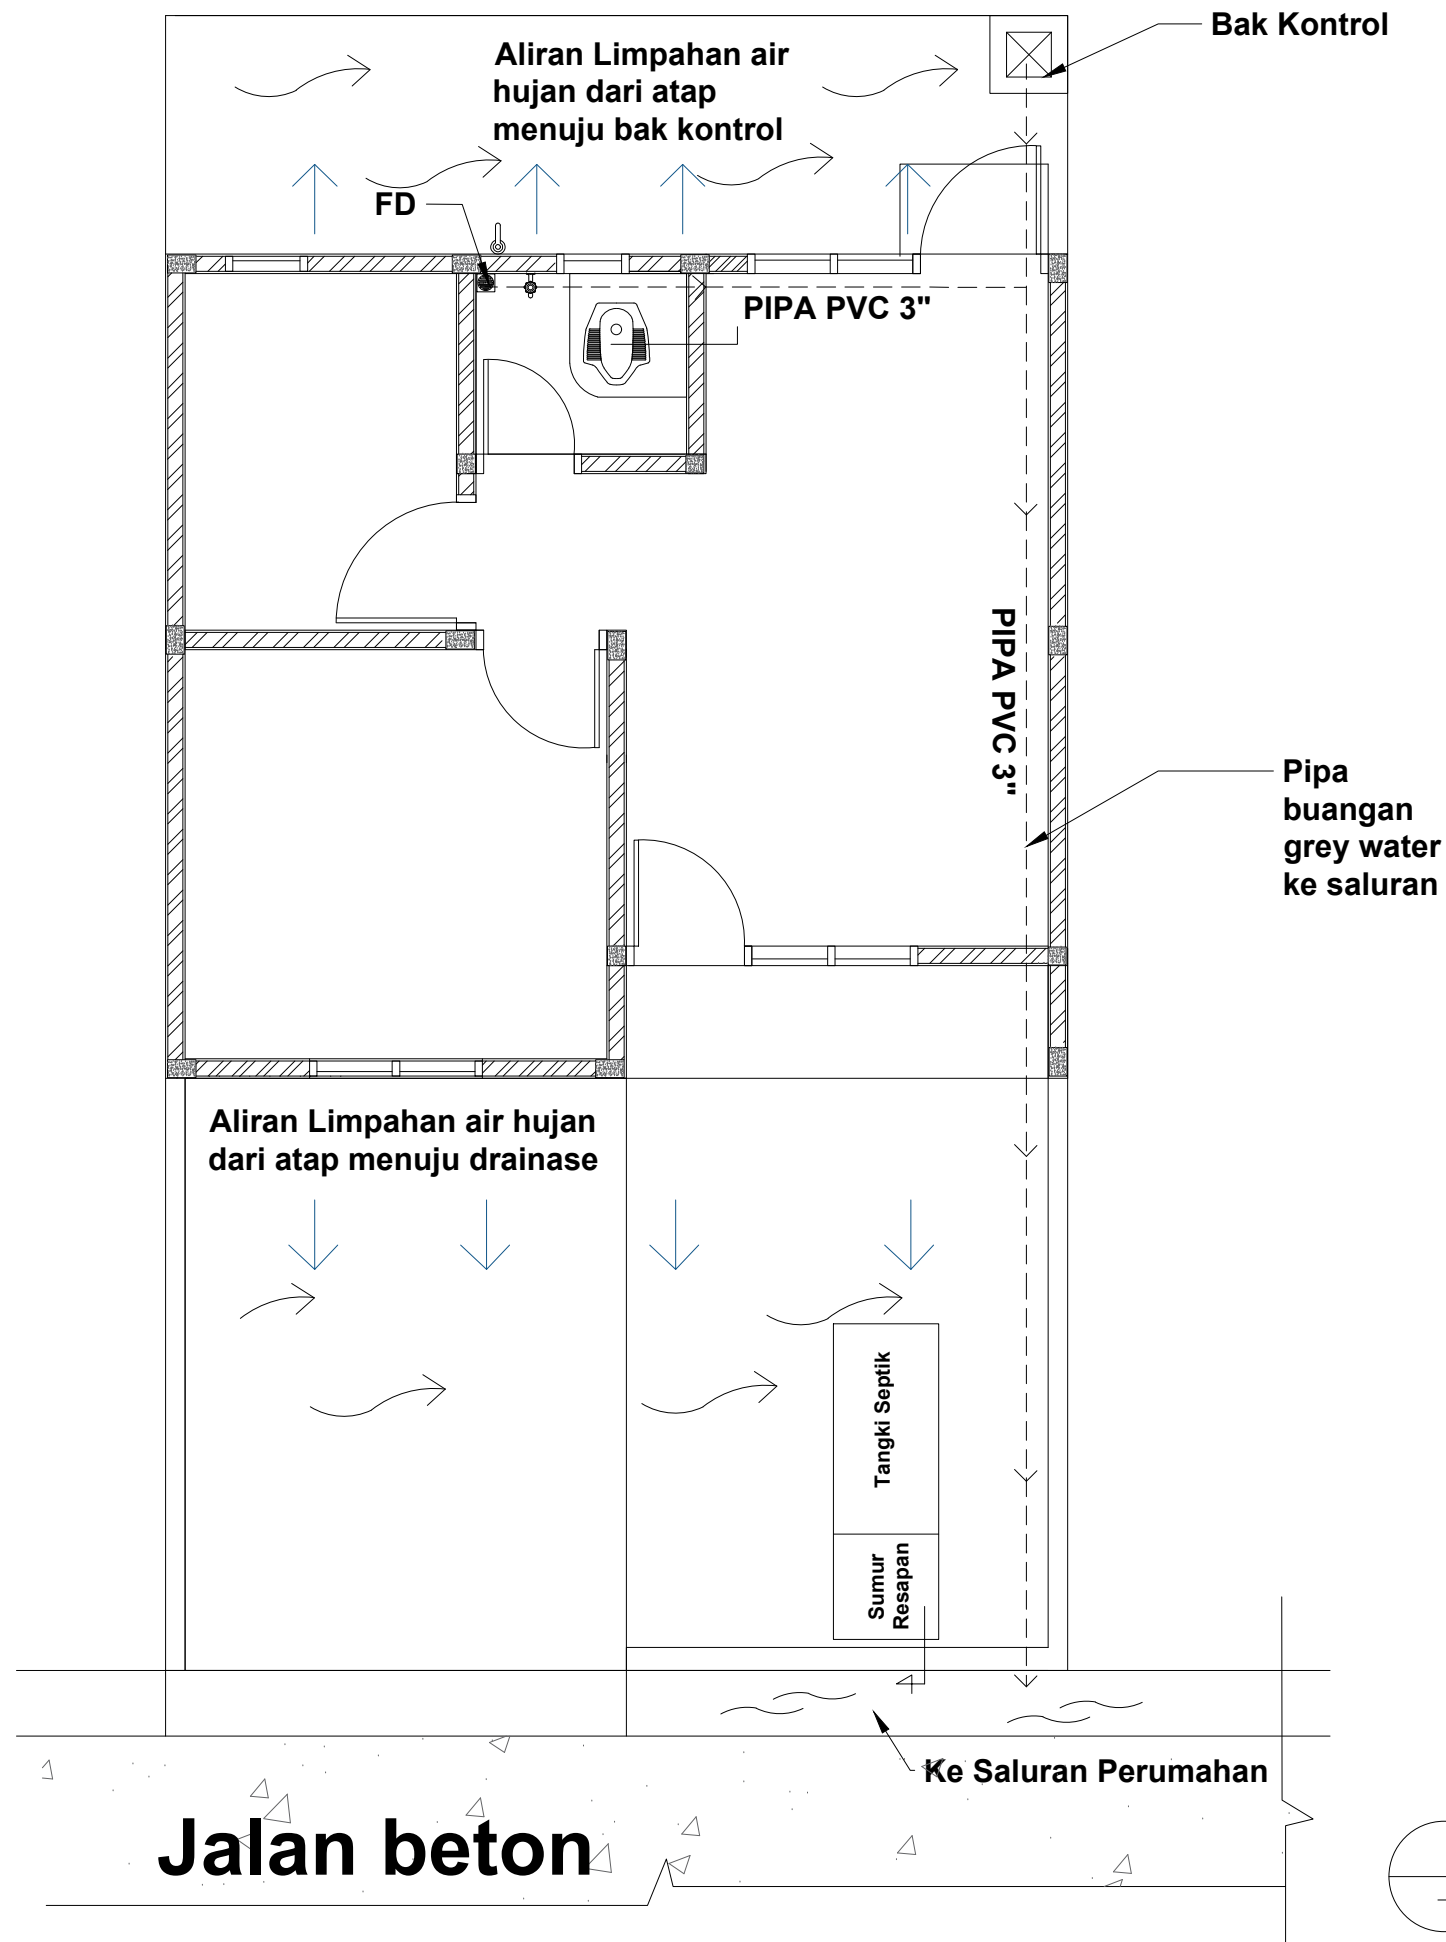 Bak Kontrol
Aliran Limpahan air
hujan dari atap
menuju bak kontrol
FD
PIPA PVC 3"
PIPA PVC 3"
Pipa
buangan
grey water
ke saluran
Aliran Limpahan air hujan
dari atap menuju drainase
Tangki Septik
Sumur
Resapan
Ke Saluran Perumahan
Jalan beton